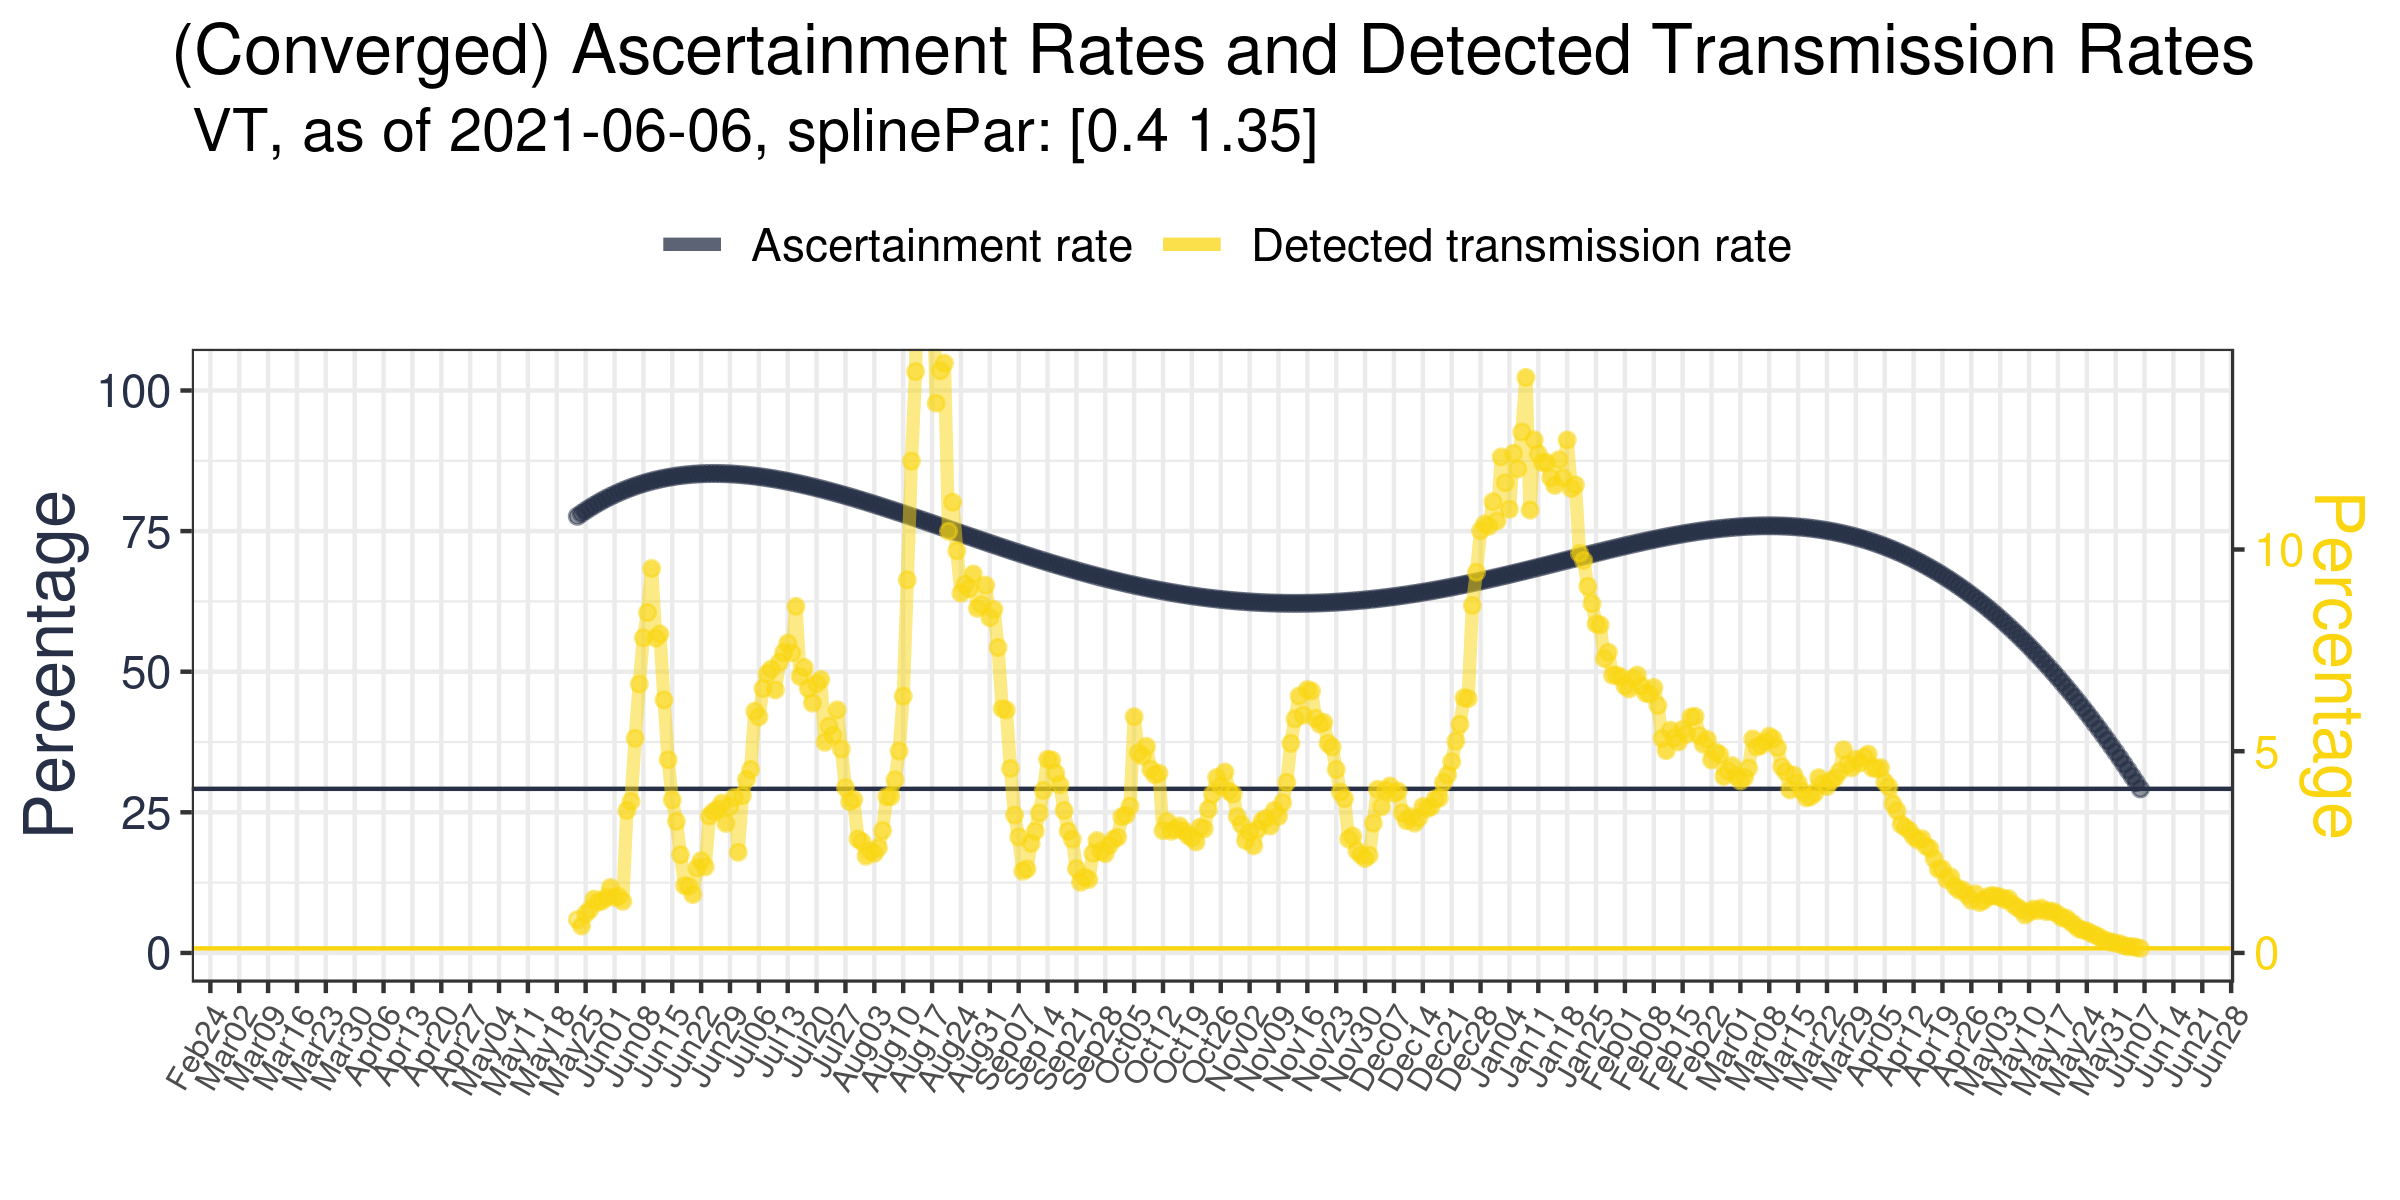 (Converged) Ascertainment Rates and Detected Transmission Rates
VT, as of 2021-06-06, splinePar: [0.4 1.35]
Ascertainment rate
Detected transmission rate
Percentage
100
75
50
25
0
10
5
0
Percentage
Feb24
Mar02
Mar09
Mar16
Mar23
Mar30
Apr06
Apr13
Apr20
Apr27
May04
May11
May18
May25
Jun01
Jun08
Jun15
Jun22
Jun29
Jul06
Jul13
Jul20
Jul27
Aug03
Aug10
Aug17
Aug24
Aug31
Sep07
Sep14
Sep21
Sep28
Oct05
Oct12
Oct19
Oct26
Nov02
Nov09
Nov16
Nov23
Nov30
Dec07
Dec14
Dec21
Dec28
Jan04
Jan11
Jan18
Jan25
Feb01
Feb08
Feb15
Feb22
Mar01
Mar08
Mar15
Mar22
Mar29
Apr05
Apr12
Apr19
Apr26
May03
May10
May17
May24
May31
Jun07
Jun14
Jun21
Jun28